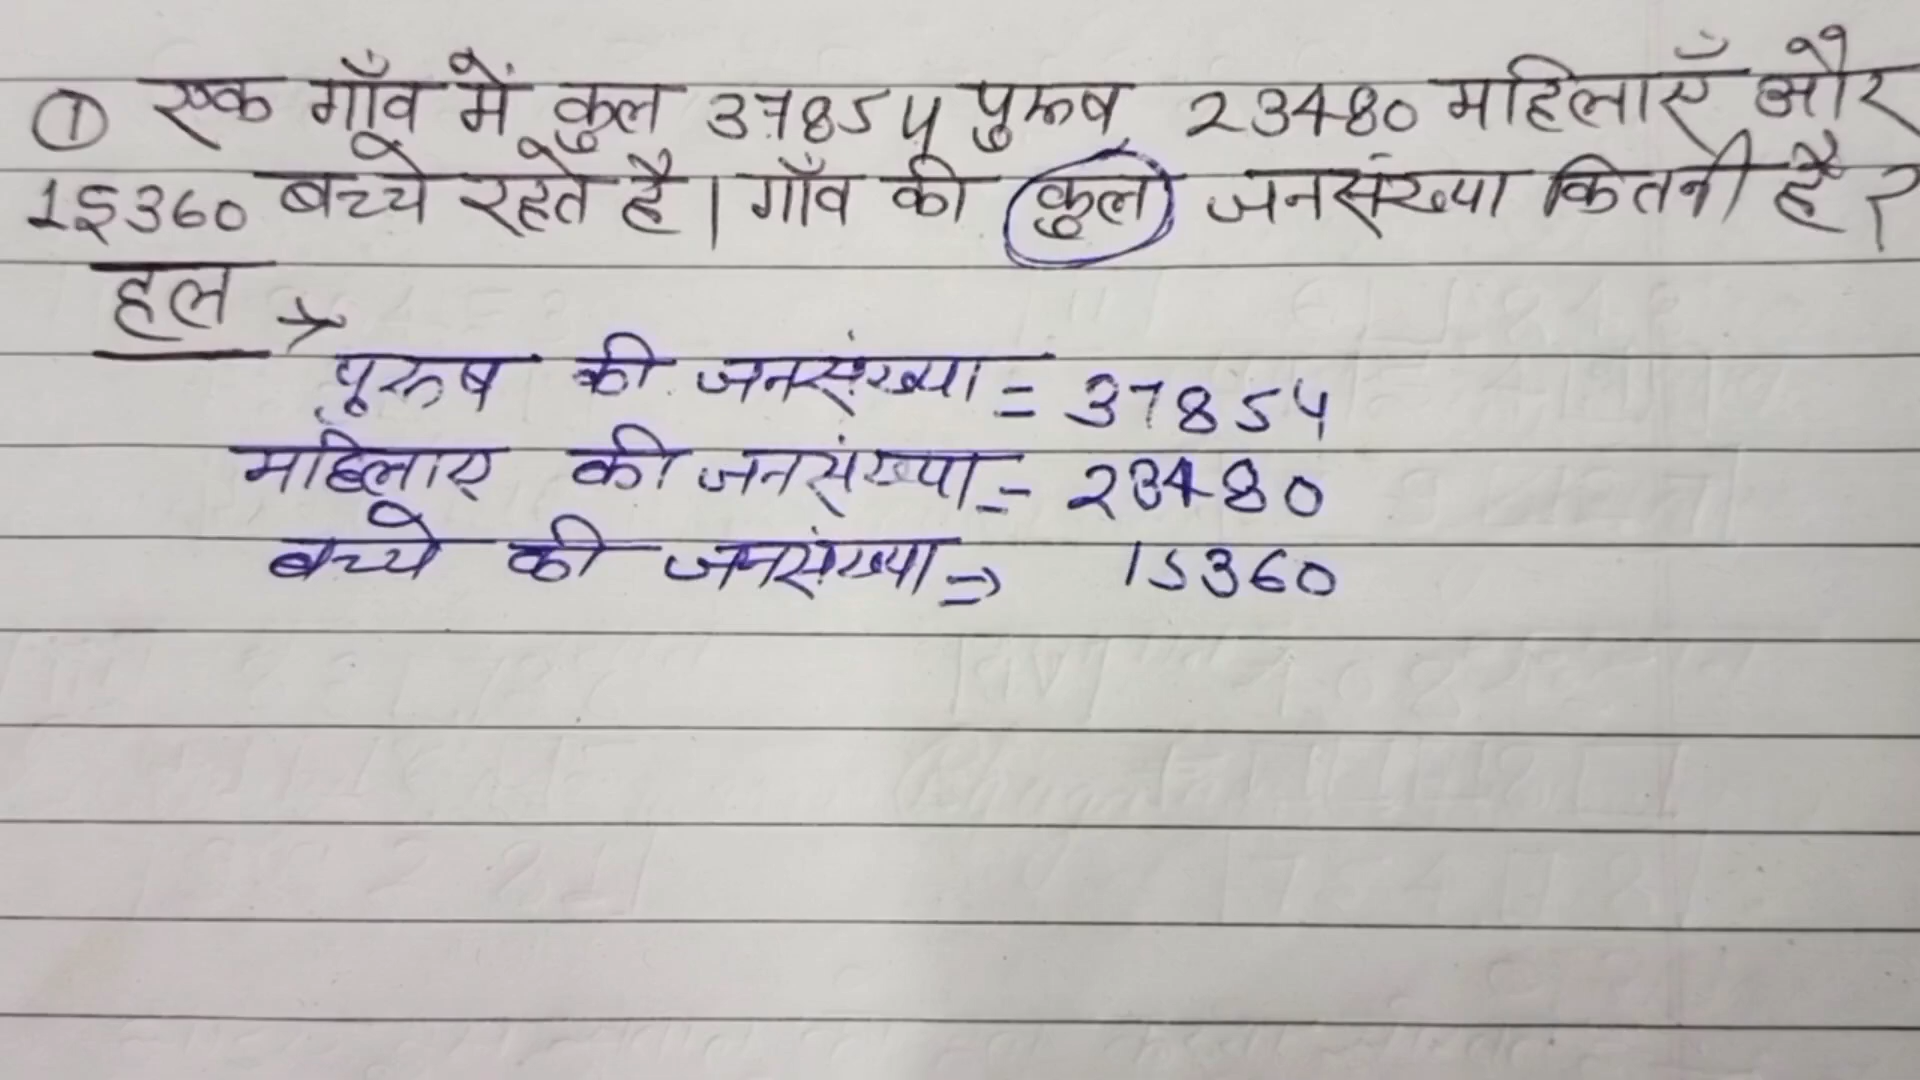 ① एक गाँव में कुल 37854 पुरुष, 23480 महिलाएँ और
15360 बच्चे रहते है। गाँव की कुल जनसंख्या कितनी है?
हल →
पुरुष की जनसंख्या = 37854
महिलाए की जनसंख्या = 23480
बच्चे की जनसंख्या ⇒ 15360